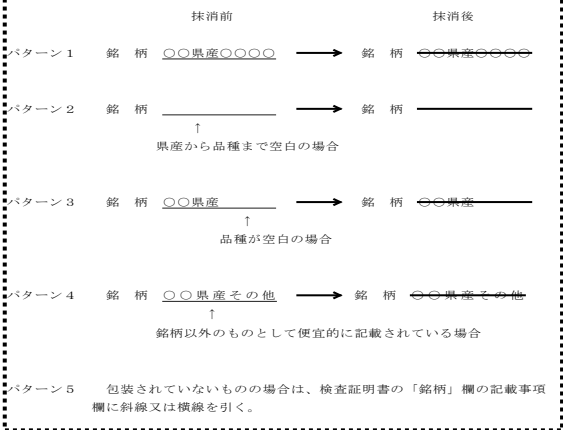 抹消前 抹消後
パターン１ 銘 柄 ○○県産○○○○ → 銘 柄 ○○県産○○○○
パターン２ 銘 柄 → 銘 柄
↑
県産から品種まで空白の場合
パターン３ 銘 柄 ○○県産 → 銘 柄 ○○県産
↑
品種が空白の場合
パターン４ 銘 柄 ○○県産その他 → 銘 柄 ○○県産その他
↑
銘柄以外のものとして便宜的に記載されている場合
パターン５ 包装されていないものの場合は、検査証明書の「銘柄」欄の記載事項
欄に斜線又は横線を引く。